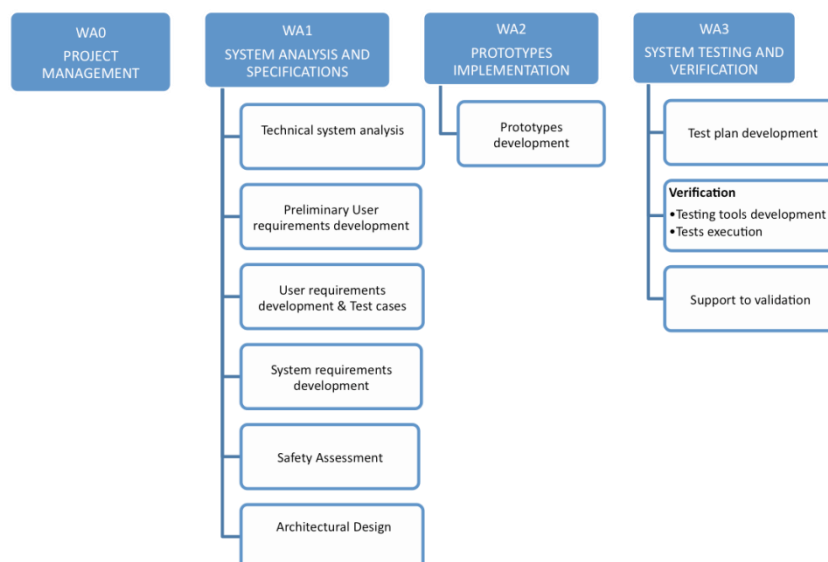 WA0
PROJECT
MANAGEMENT
WA1
SYSTEM ANALYSIS AND
SPECIFICATIONS
Technical system analysis
Preliminary User
requirements development
User requirements
development & Test cases
System requirements
development
Safety Assessment
Architectural Design
WA2
PROTOTYPES
IMPLEMENTATION
Prototypes
development
WA3
SYSTEM TESTING AND
VERIFICATION
Test plan development
Verification
•Testing tools development
•Tests execution
Support to validation